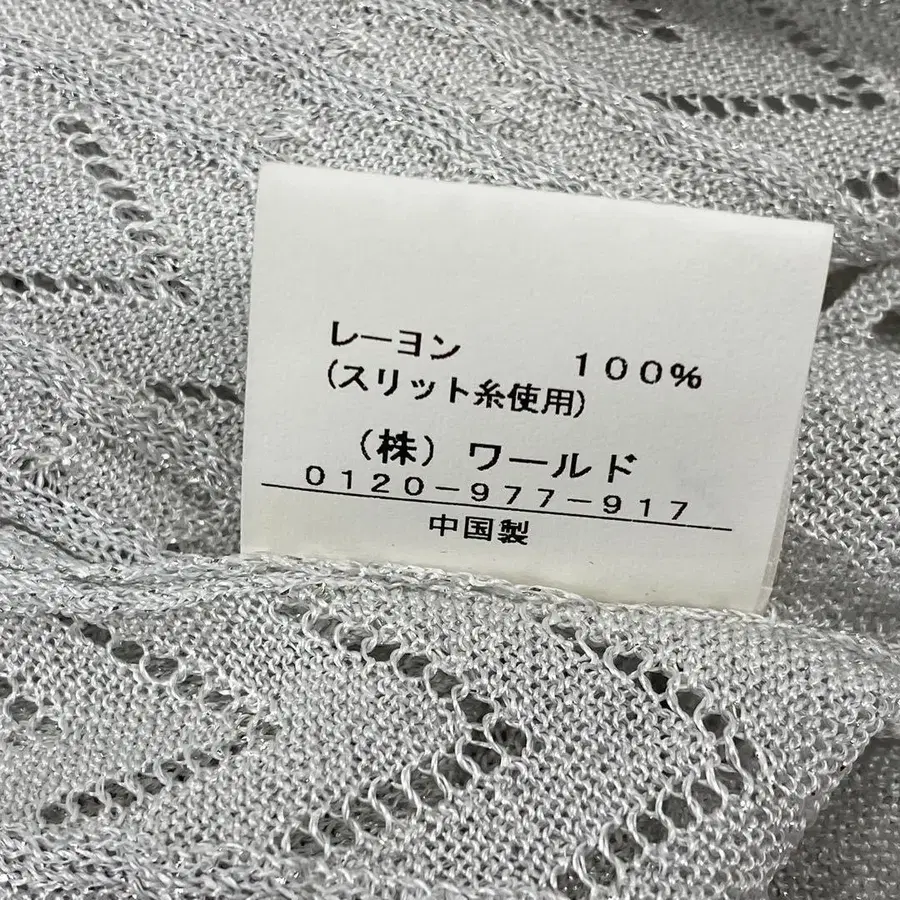 レーヨン 100%
(スリット糸使用)
(株) ワールド
0120-977-917
中国製